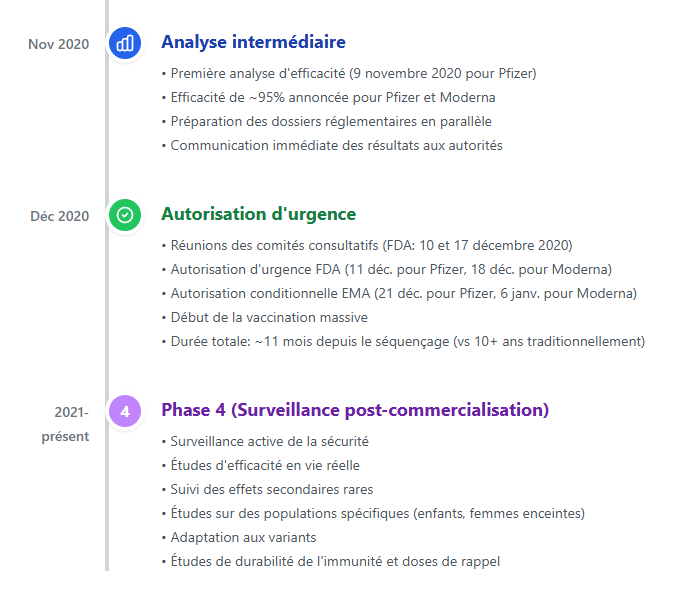 Nov 2020
Analyse intermédiaire
• Première analyse d'efficacité (9 novembre 2020 pour Pfizer)
• Efficacité de ~95% annoncée pour Pfizer et Moderna
• Préparation des dossiers réglementaires en parallèle
• Communication immédiate des résultats aux autorités
Déc 2020
Autorisation d'urgence
• Réunions des comités consultatifs (FDA: 10 et 17 décembre 2020)
• Autorisation d'urgence FDA (11 déc. pour Pfizer, 18 déc. pour Moderna)
• Autorisation conditionnelle EMA (21 déc. pour Pfizer, 6 janv. pour Moderna)
• Début de la vaccination massive
• Durée totale: ~11 mois depuis le séquençage (vs 10+ ans traditionnellement)
2021-
présent
4
Phase 4 (Surveillance post-commercialisation)
• Surveillance active de la sécurité
• Études d'efficacité en vie réelle
• Suivi des effets secondaires rares
• Études sur des populations spécifiques (enfants, femmes enceintes)
• Adaptation aux variants
• Études de durabilité de l'immunité et doses de rappel